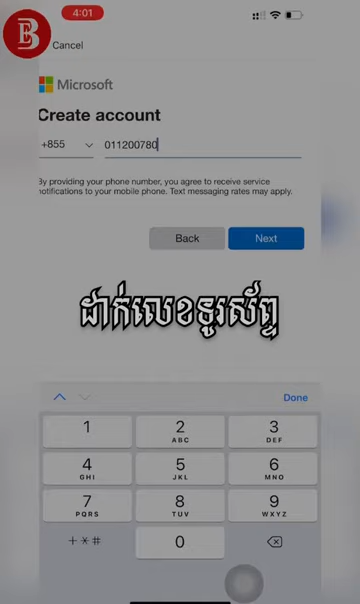 4:01
B
Cancel
Microsoft
Create account
+855 011200780
By providing your phone number, you agree to receive service
notifications to your mobile phone. Text messaging rates may apply.
Back Next
ដាក់លេខទូរស័ព្ទ
Done
1 2 3
ABC DEF
4 5 6
GHI JKL MNO
7 8 9
PQRS TUV WXYZ
+*# 0